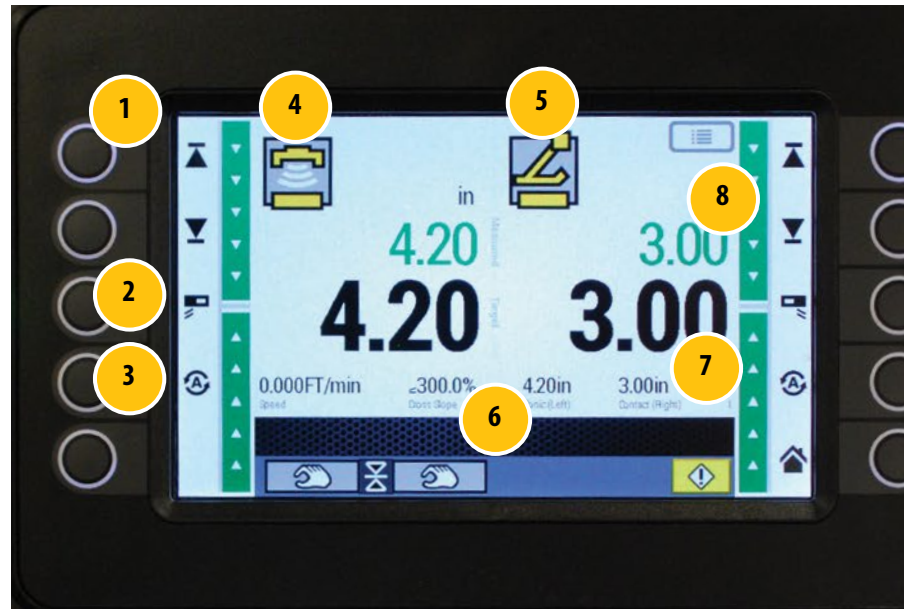 1
4
5
8
in
4.20
Measured
3.00
2
4.20
Target
3.00
3
A
7
A
0.000FT/min
300.0%
4.20in
3.00in
Speed
Cross Slope
Sonic(Left)
Contact (Right)
6